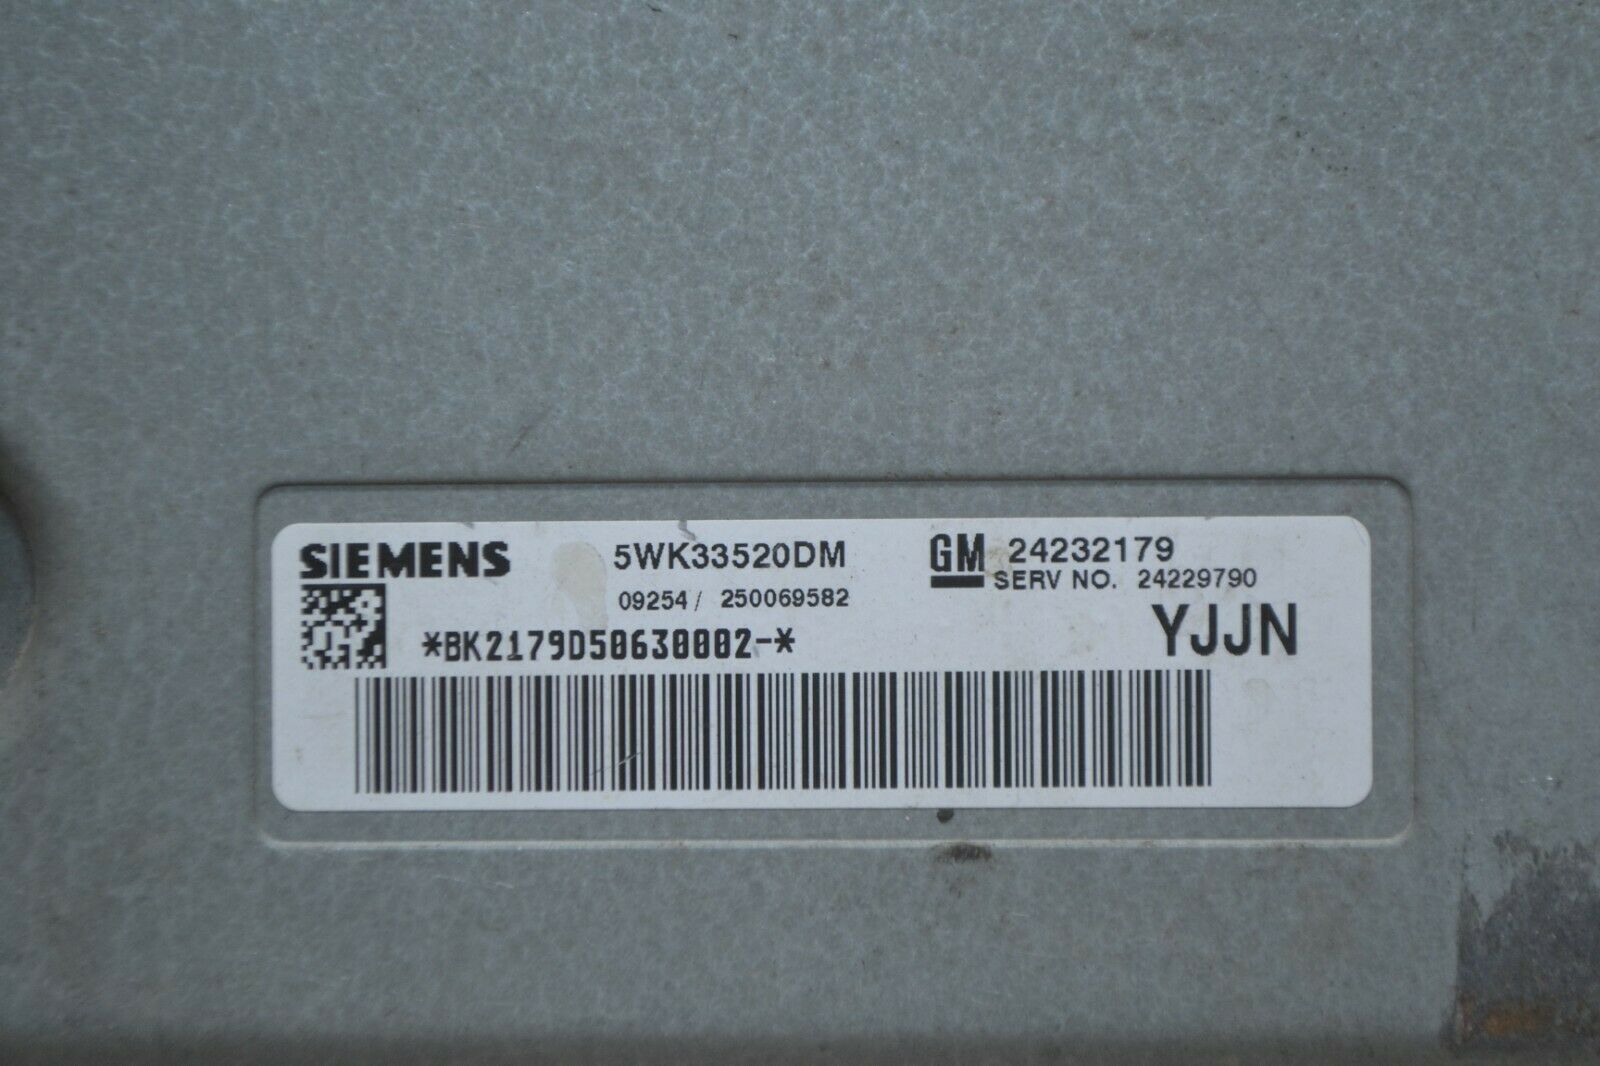 SIEMENS 5WK33520DM GM 24232179
SERV NO. 24229790
09254 / 250069582
*BK2179D50630002-* YJJN